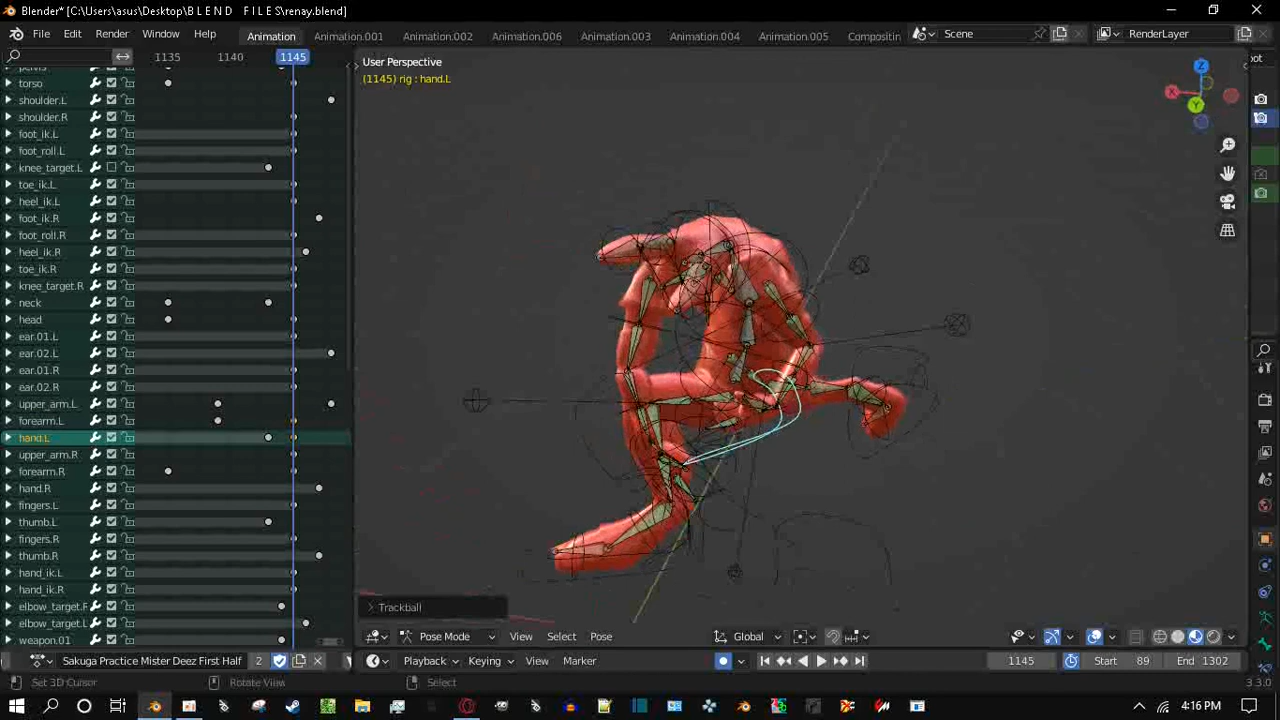 Blender* [C:\Users\asus\Desktop\B L E N D  F I L E S\renay.blend]
File Edit Render Window Help Animation Animation.001 Animation.002 Animation.006 Animation.003 Animation.004 Animation.005 Compositin Scene RenderLayer
1135 1140 1145
User Perspective
(1145) rig : hand.L
pelvis
torso
shoulder.L
shoulder.R
foot_ik.L
foot_roll.L
knee_target.L
toe_ik.L
heel_ik.L
foot_ik.R
foot_roll.R
heel_ik.R
toe_ik.R
knee_target.R
neck
head
ear.01.L
ear.02.L
ear.01.R
ear.02.R
upper_arm.L
forearm.L
hand.L
upper_arm.R
forearm.R
hand.R
fingers.L
thumb.L
fingers.R
thumb.R
hand_ik.L
hand_ik.R
elbow_target.F
elbow_target.L
weapon.01
X
Y
Z
oot
> Trackball
Pose Mode View Select Pose Global
Sakuga Practice Mister Deez First Half 2 Playback Keying View Marker 1145 Start 89 End 1302
Set 3D Cursor Rotate View Select 3.3.0
4:16 PM